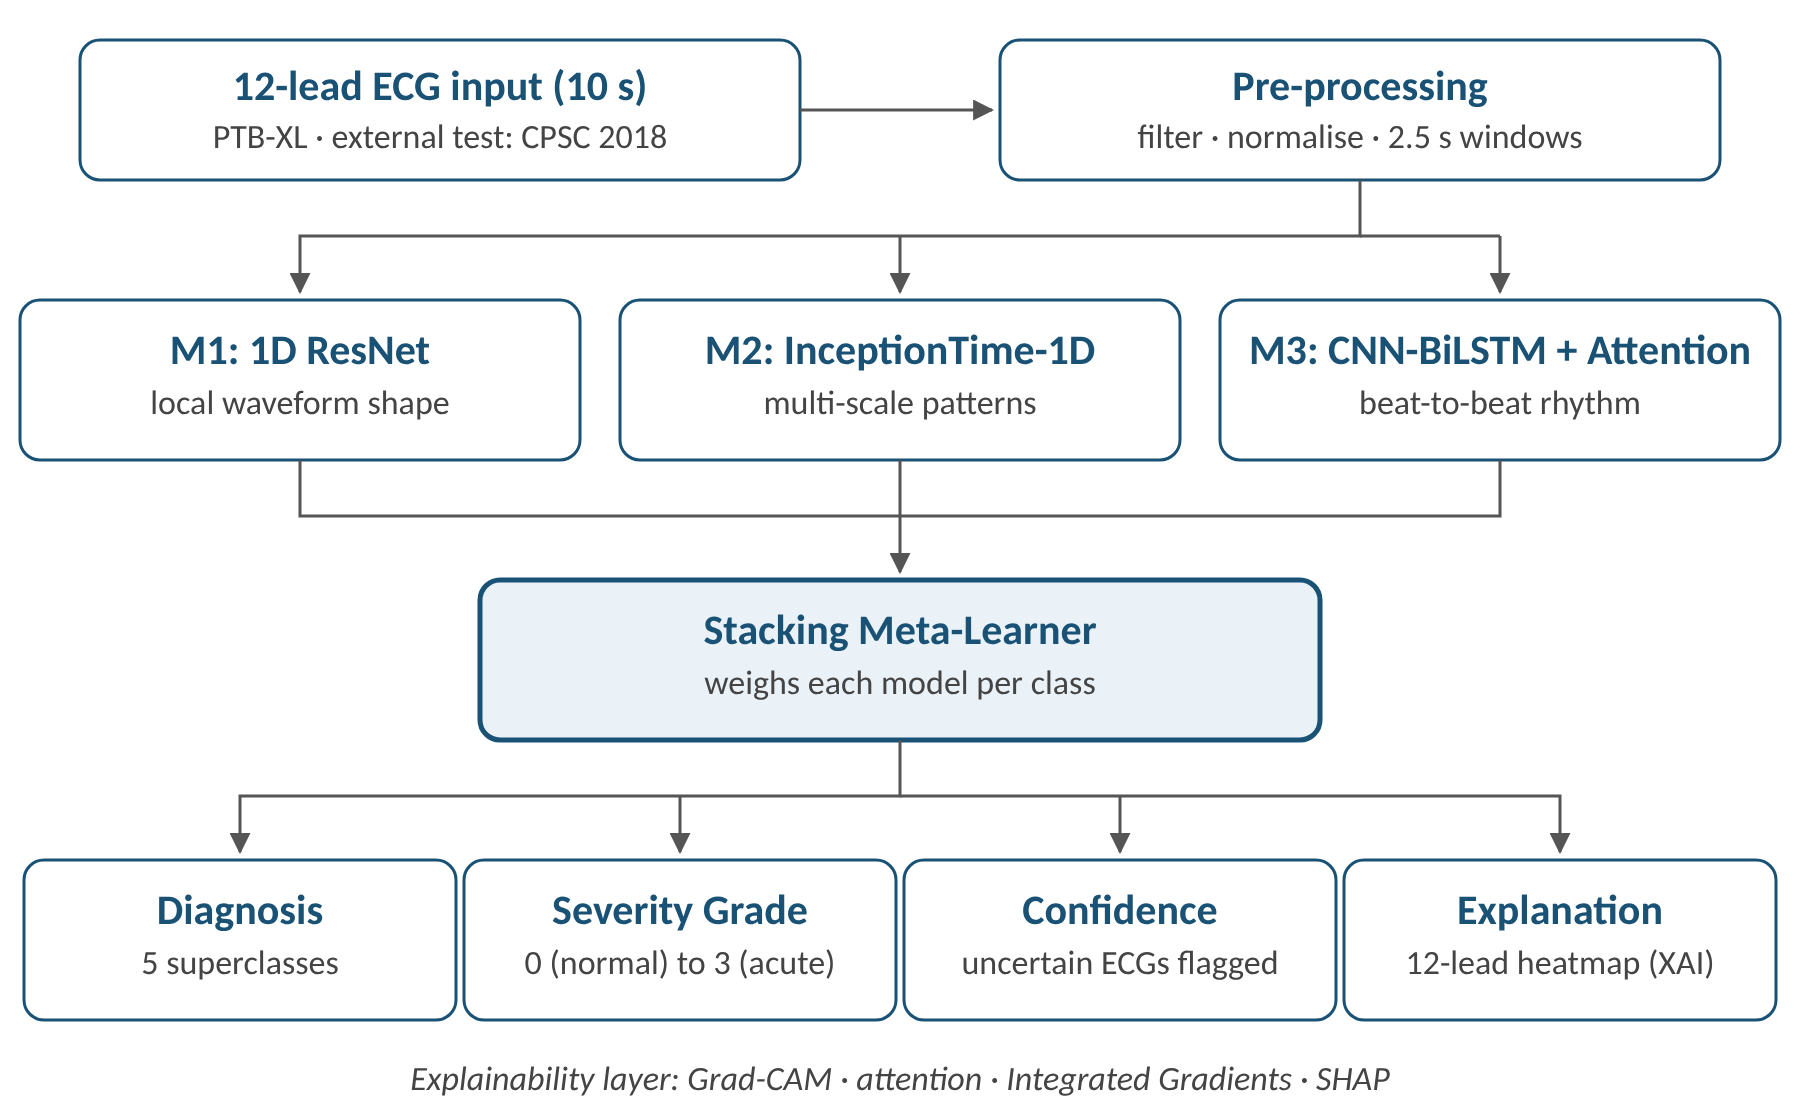 12-lead ECG input (10 s)
PTB-XL · external test: CPSC 2018
Pre-processing
filter · normalise · 2.5 s windows
M1: 1D ResNet
local waveform shape
M2: InceptionTime-1D
multi-scale patterns
M3: CNN-BiLSTM + Attention
beat-to-beat rhythm
Stacking Meta-Learner
weighs each model per class
Diagnosis
5 superclasses
Severity Grade
0 (normal) to 3 (acute)
Confidence
uncertain ECGs flagged
Explanation
12-lead heatmap (XAI)
Explainability layer: Grad-CAM · attention · Integrated Gradients · SHAP